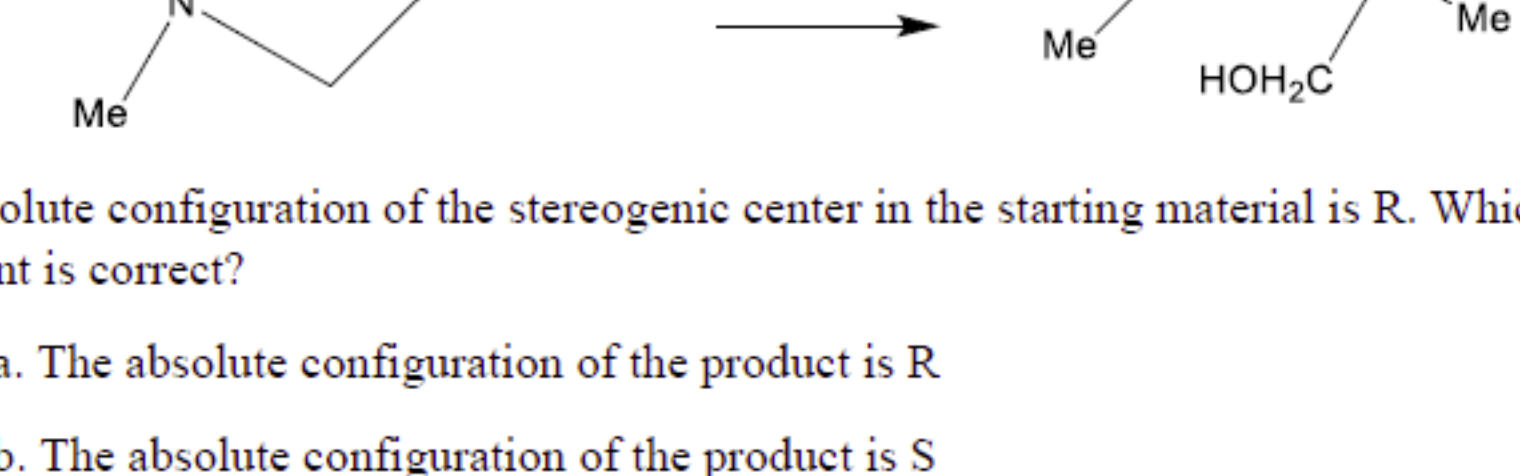 N
Me
Me
Me
HOH₂C
olute configuration of the stereogenic center in the starting material is R.
nt is correct?
a. The absolute configuration of the product is R
b. The absolute configuration of the product is S